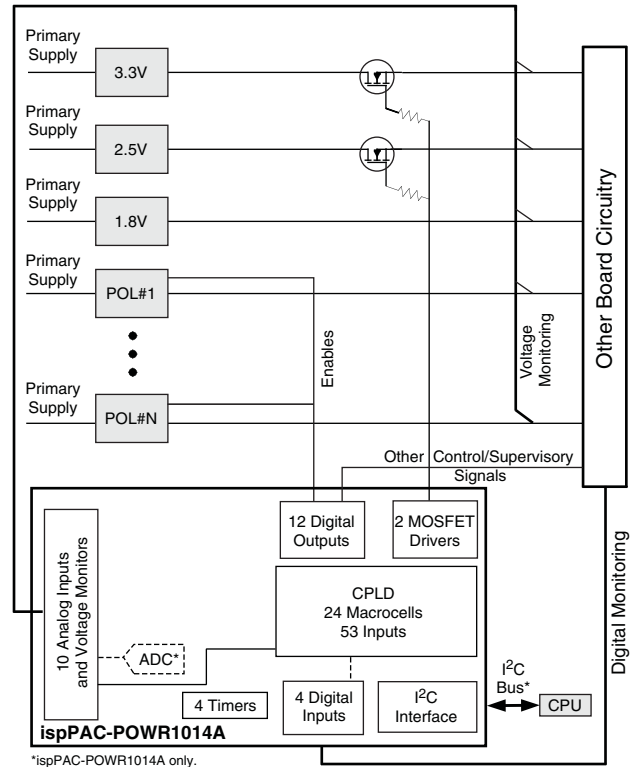 Primary
Supply
3.3V
Primary
Supply
2.5V
Primary
Supply
1.8V
Primary
Supply
POL#1
Primary
Supply
POL#N
Enables
Voltage
Monitoring
Other Board Circuitry
Other Control/Supervisory
Signals
12 Digital
Outputs
2 MOSFET
Drivers
10 Analog Inputs
and Voltage Monitors
CPLD
24 Macrocells
53 Inputs
ADC*
4 Timers
4 Digital
Inputs
I²C
Interface
I²C
Bus*
CPU
Digital Monitoring
ispPAC-POWR1014A
*ispPAC-POWR1014A only.